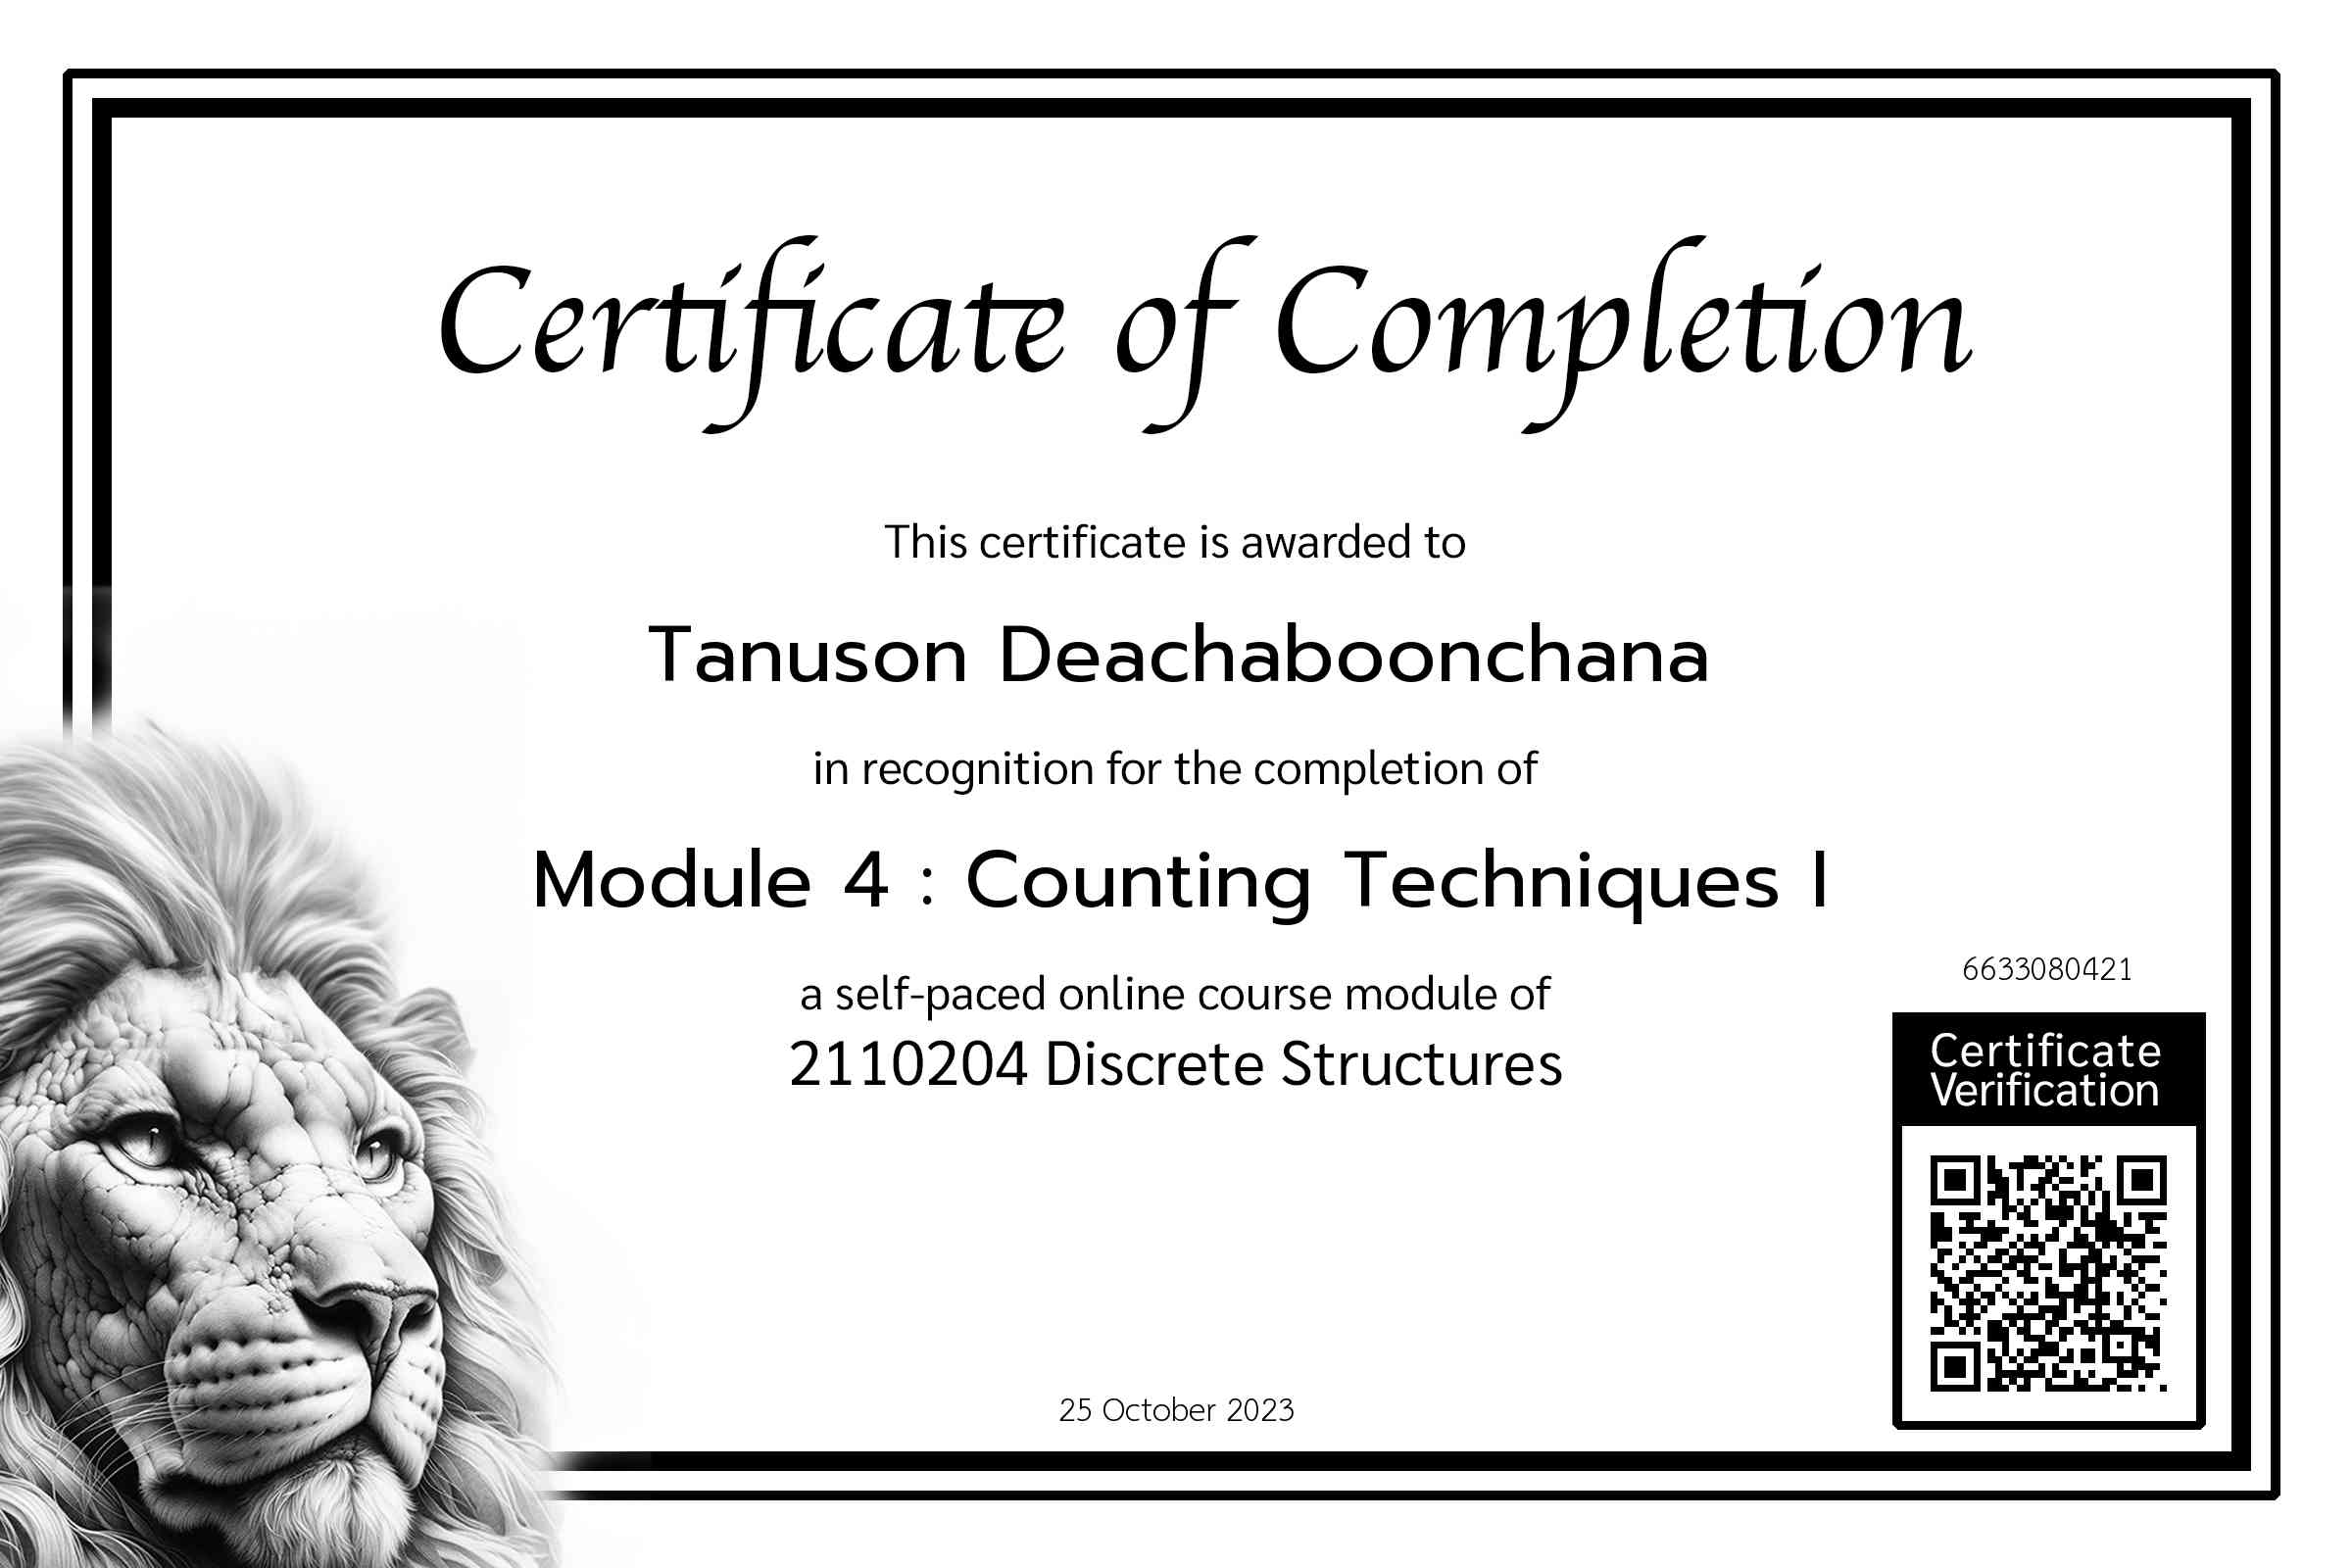 Certificate of Completion
This certificate is awarded to
Tanuson Deachaboonchana
in recognition for the completion of
Module 4 : Counting Techniques I
a self-paced online course module of
2110204 Discrete Structures
6633080421
Certificate
Verification
25 October 2023